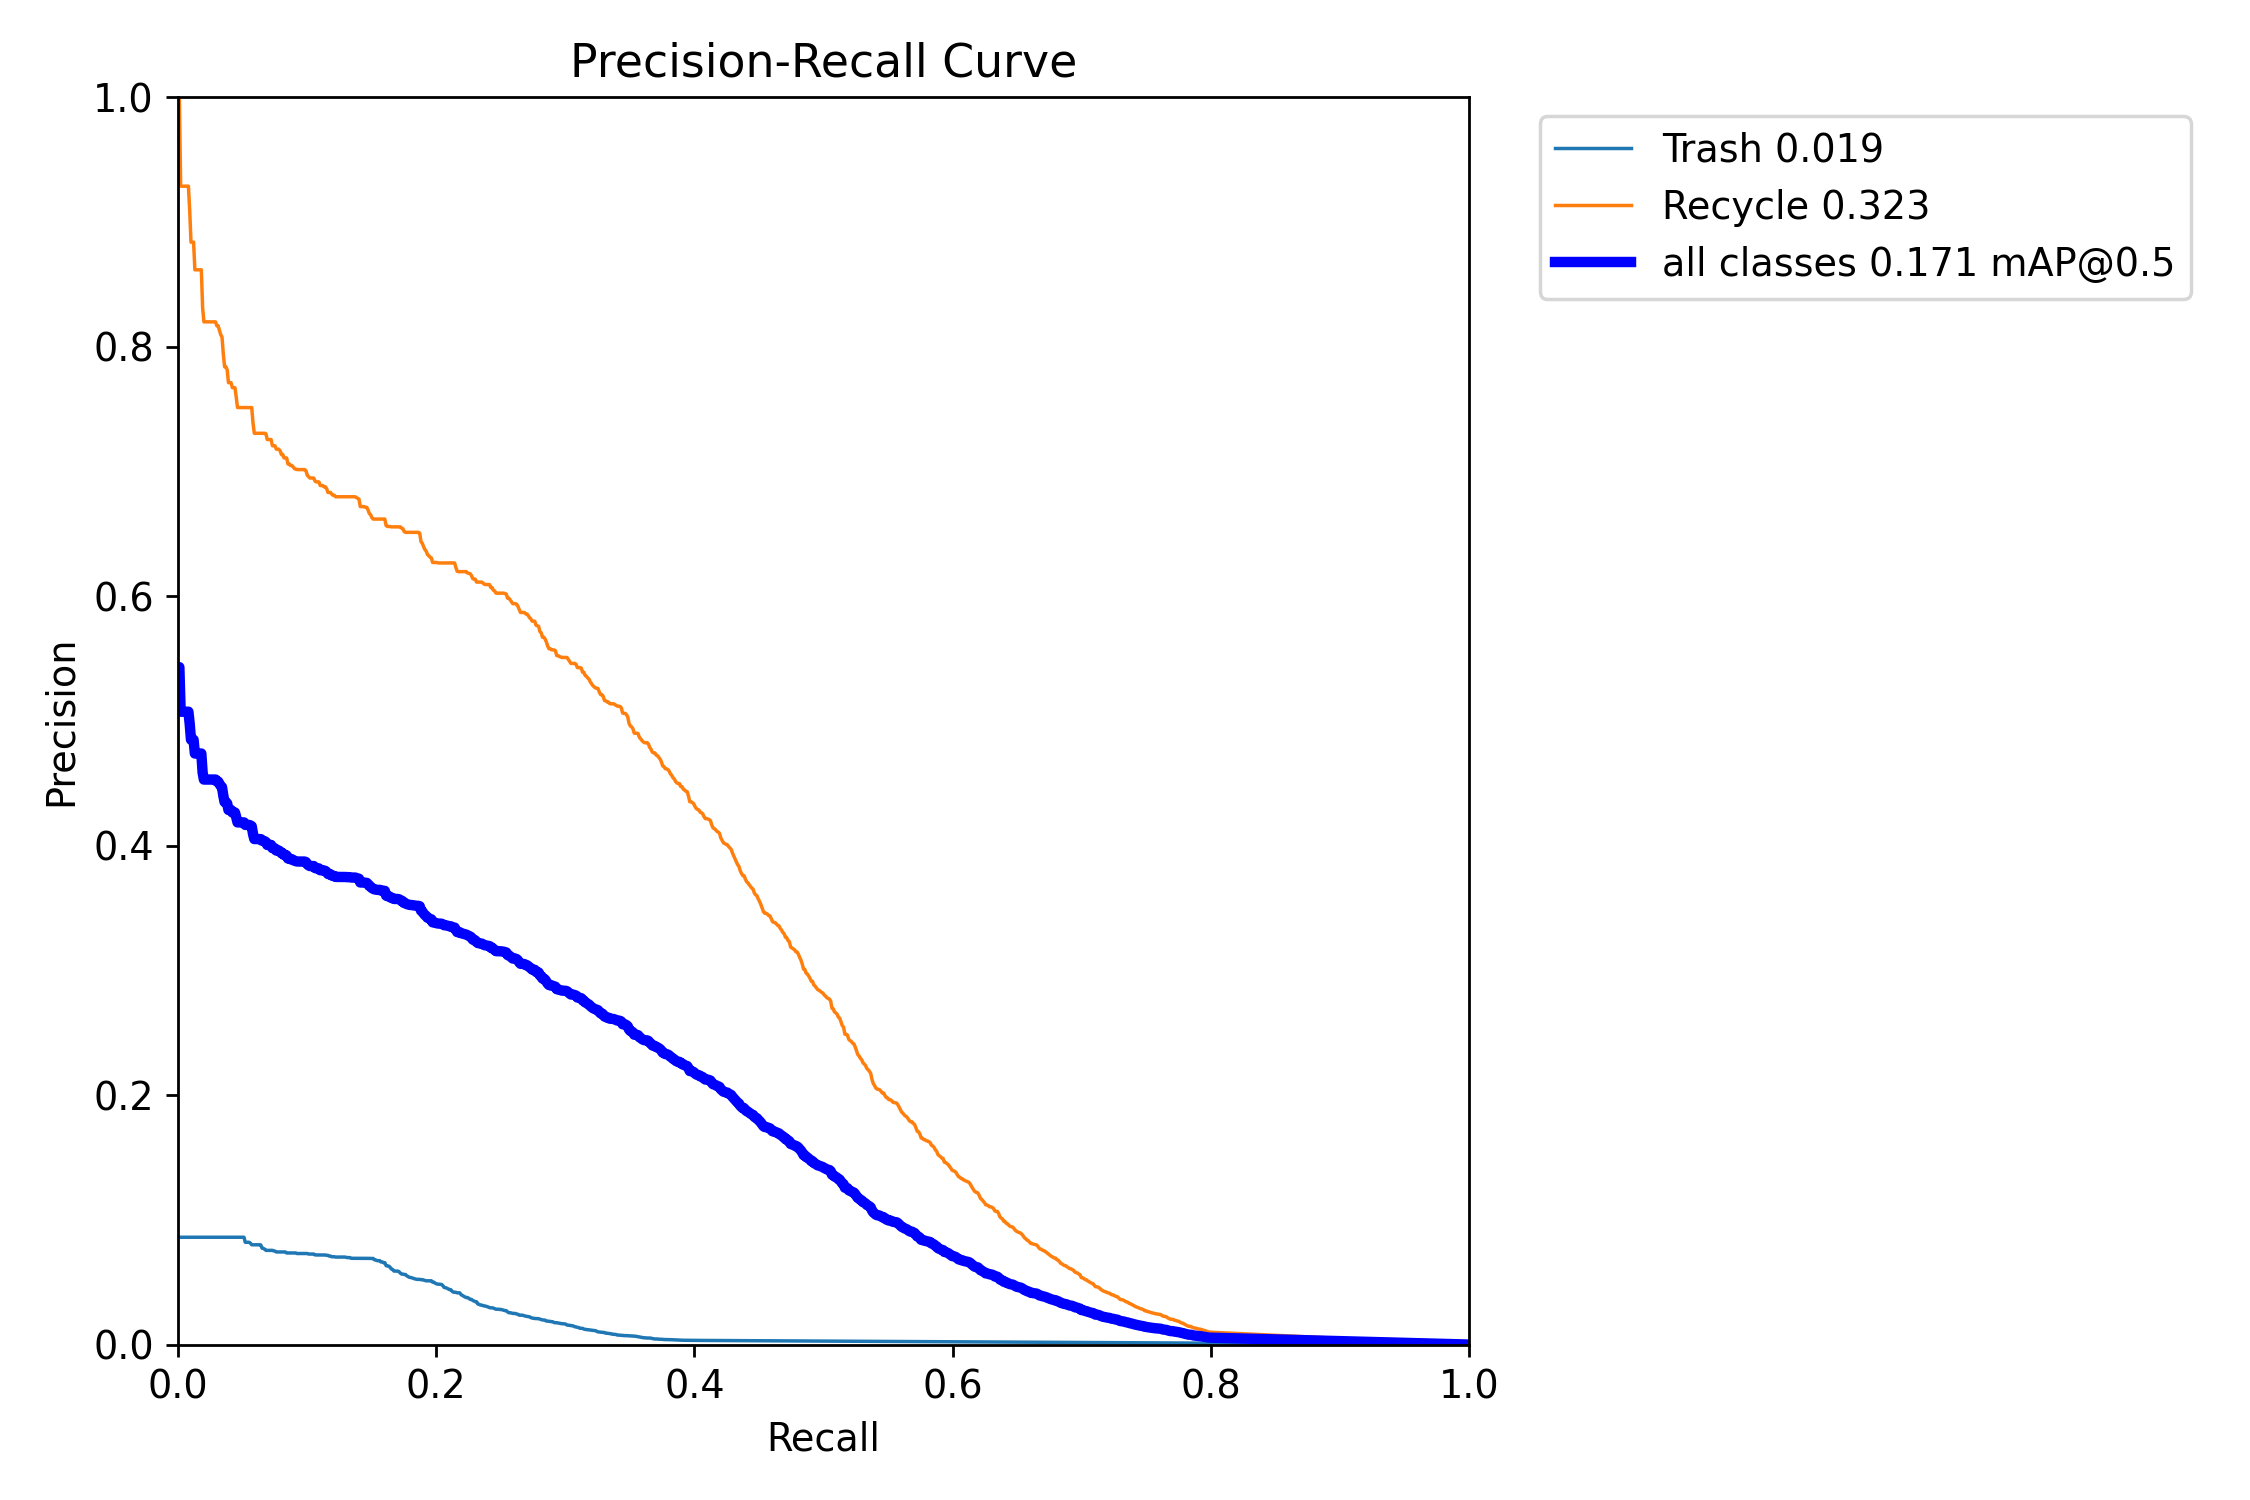 Precision-Recall Curve
1.0
0.8
0.6
0.4
0.2
0.0
Precision
0.0 0.2 0.4 0.6 0.8 1.0
Recall
Trash 0.019
Recycle 0.323
all classes 0.171 mAP@0.5